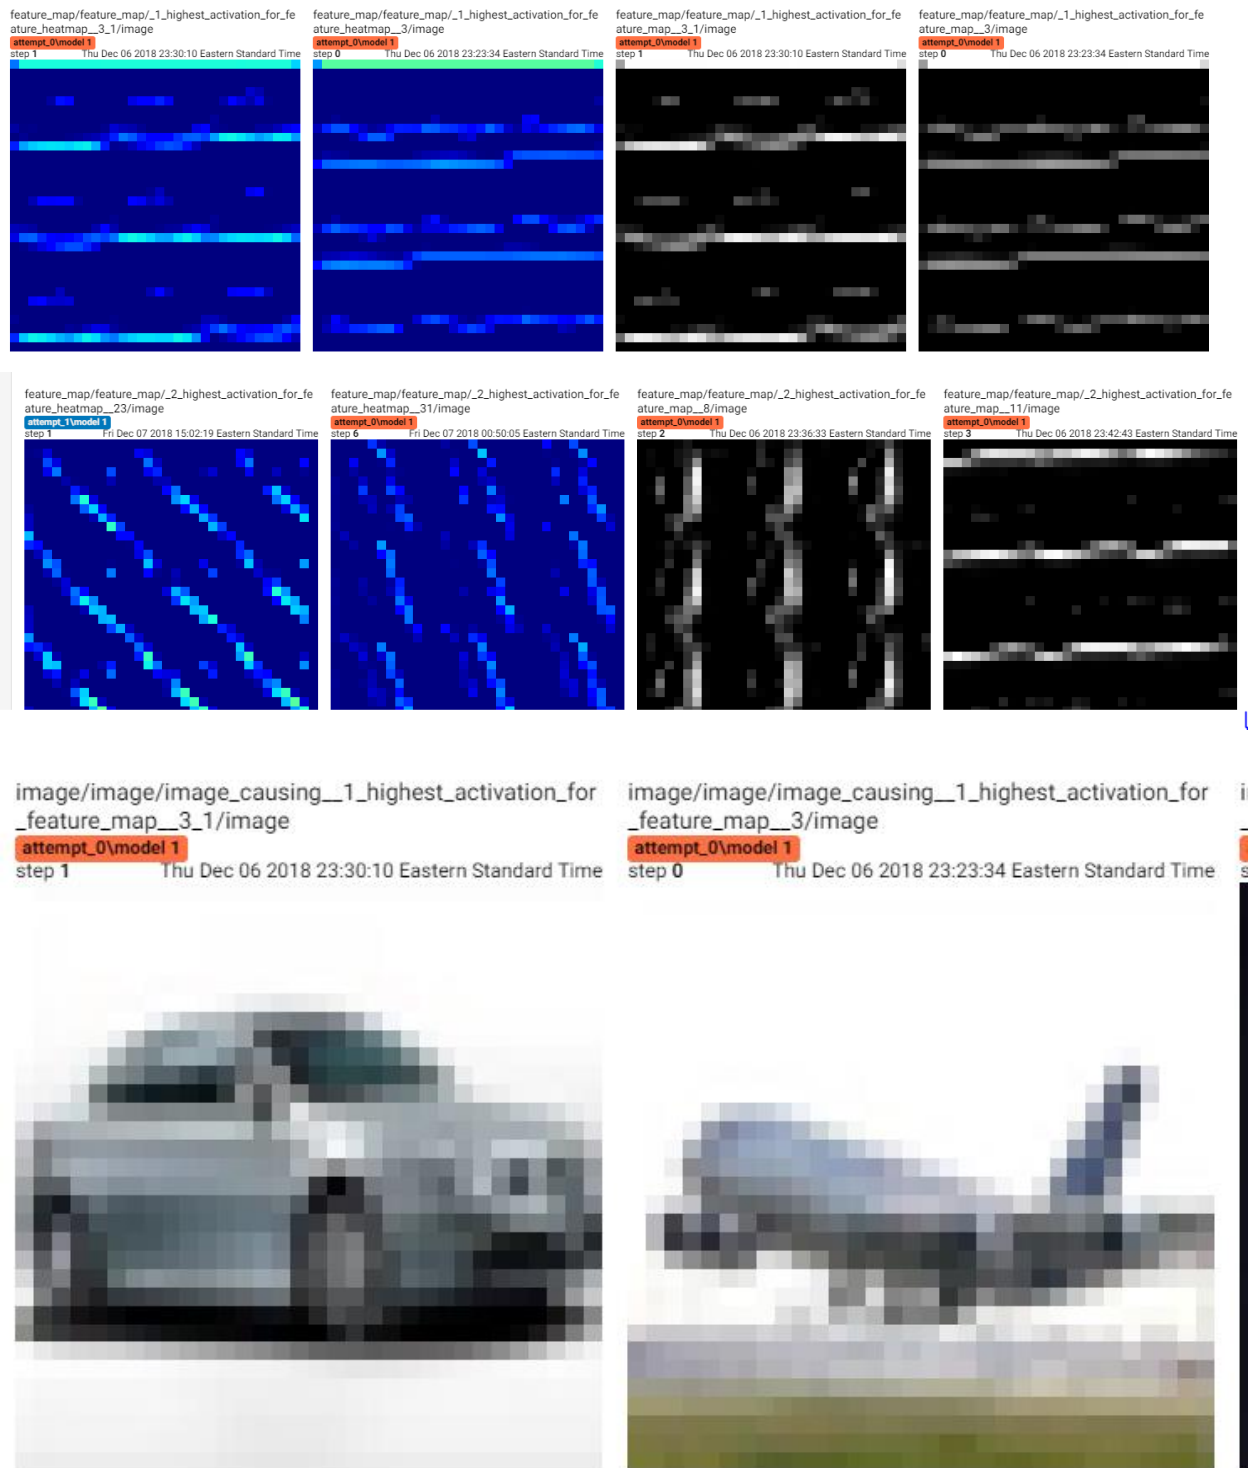 feature_map/feature_map/_1_highest_activation_for_fe
ature_heatmap__3_1/image
attempt_0\model 1
step 1 Thu Dec 06 2018 23:30:10 Eastern Standard Time
feature_map/feature_map/_1_highest_activation_for_fe
ature_heatmap__3/image
attempt_0\model 1
step 0 Thu Dec 06 2018 23:23:34 Eastern Standard Time
feature_map/feature_map/_1_highest_activation_for_fe
ature_map__3_1/image
attempt_0\model 1
step 1 Thu Dec 06 2018 23:30:10 Eastern Standard Time
feature_map/feature_map/_1_highest_activation_for_fe
ature_map__3/image
attempt_0\model 1
step 0 Thu Dec 06 2018 23:23:34 Eastern Standard Time
feature_map/feature_map/_2_highest_activation_for_fe
ature_heatmap__23/image
attempt_1\model 1
step 1 Fri Dec 07 2018 15:02:19 Eastern Standard Time
feature_map/feature_map/_2_highest_activation_for_fe
ature_heatmap__31/image
attempt_0\model 1
step 6 Fri Dec 07 2018 00:50:05 Eastern Standard Time
feature_map/feature_map/_2_highest_activation_for_fe
ature_map__8/image
attempt_0\model 1
step 2 Thu Dec 06 2018 23:36:33 Eastern Standard Time
feature_map/feature_map/_2_highest_activation_for_fe
ature_map__11/image
attempt_0\model 1
step 3 Thu Dec 06 2018 23:42:43 Eastern Standard Time
image/image/image_causing__1_highest_activation_for
_feature_map__3_1/image
attempt_0\model 1
step 1 Thu Dec 06 2018 23:30:10 Eastern Standard Time
image/image/image_causing__1_highest_activation_for
_feature_map__3/image
attempt_0\model 1
step 0 Thu Dec 06 2018 23:23:34 Eastern Standard Time